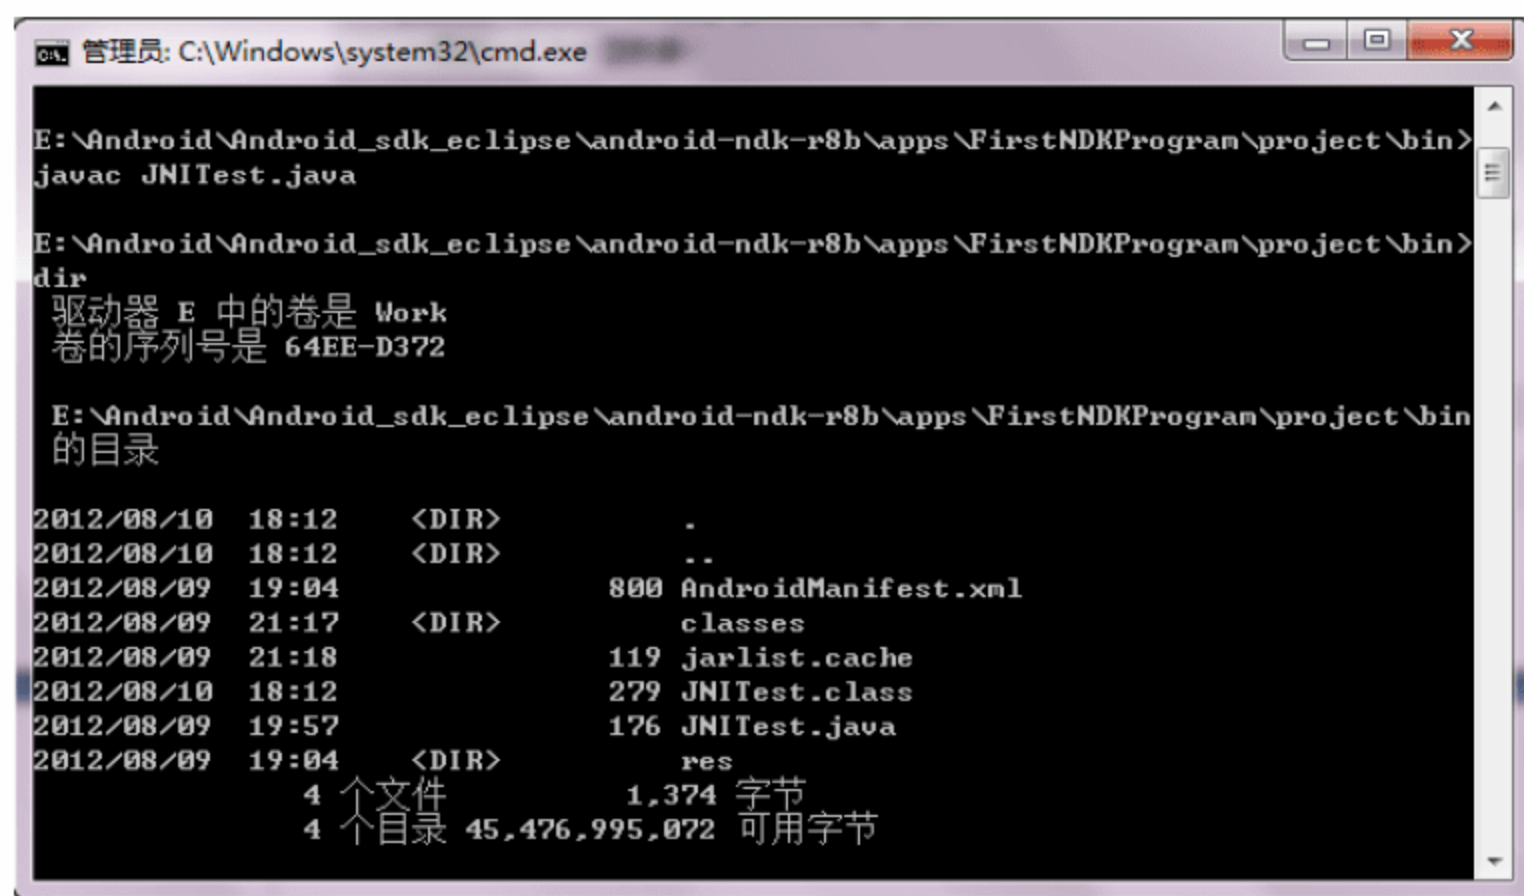 管理员: C:\Windows\system32\cmd.exe
E:\Android\Android_sdk_eclipse\android-ndk-r8b\apps\FirstNDKProgram\project\bin>
javac JNITest.java
E:\Android\Android_sdk_eclipse\android-ndk-r8b\apps\FirstNDKProgram\project\bin>
dir
驱动器 E 中的卷是 Work
卷的序列号是 64EE-D372
E:\Android\Android_sdk_eclipse\android-ndk-r8b\apps\FirstNDKProgram\project\bin
的目录
2012/08/10 18:12 <DIR> .
2012/08/10 18:12 <DIR> ..
2012/08/09 19:04 800 AndroidManifest.xml
2012/08/09 21:17 <DIR> classes
2012/08/09 21:18 119 jarlist.cache
2012/08/10 18:12 279 JNITest.class
2012/08/09 19:57 176 JNITest.java
2012/08/09 19:04 <DIR> res
4 个文件 1,374 字节
4 个目录 45,476,995,072 可用字节